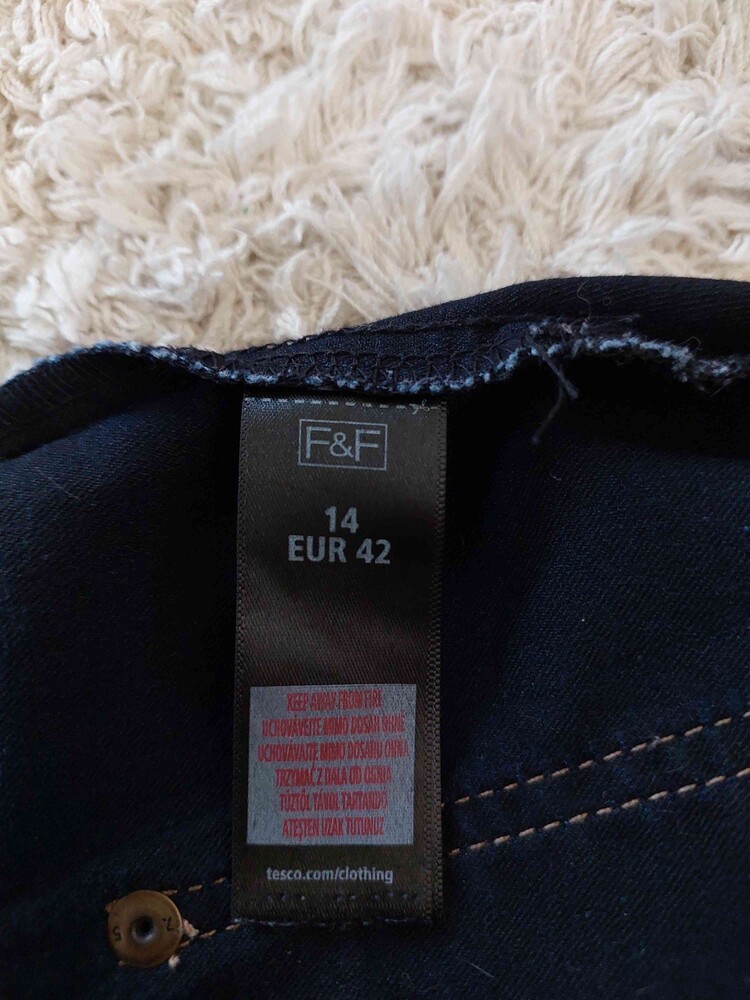 F&F
14
EUR 42
KEEP AWAY FROM FIRE
UCHOVÁVEJTE MIMO DOSAH OHNĚ
UCHOVÁVAJTE MIMO DOSAHU OHŇA
TRZYMAĆ Z DALA OD OGNIA
TŰZTŐL TÁVOL TARTANDÓ
ATEŞTEN UZAK TUTUNUZ
tesco.com/clothing